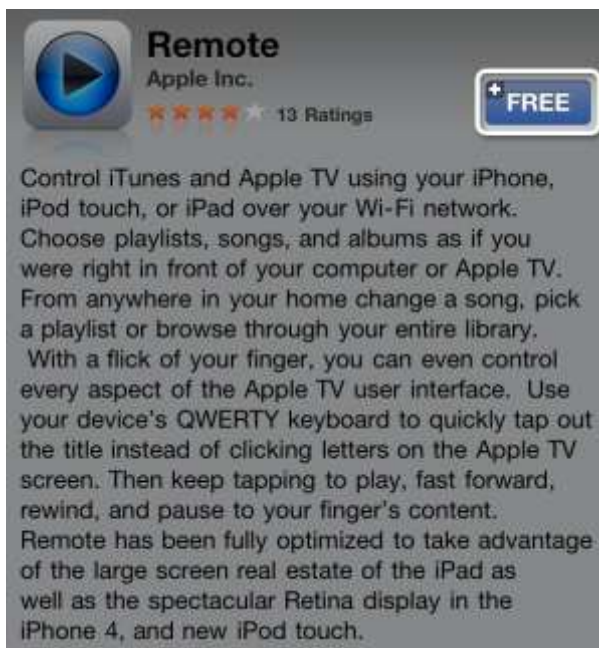 Remote
Apple Inc.
13 Ratings
FREE
Control iTunes and Apple TV using your iPhone,
iPod touch, or iPad over your Wi-Fi network.
Choose playlists, songs, and albums as if you
were right in front of your computer or Apple TV.
From anywhere in your home change a song, pick
a playlist or browse through your entire library.
With a flick of your finger, you can even control
every aspect of the Apple TV user interface. Use
your device's QWERTY keyboard to quickly tap out
the title instead of clicking letters on the Apple TV
screen. Then keep tapping to play, fast forward,
rewind, and pause to your finger's content.
Remote has been fully optimized to take advantage
of the large screen real estate of the iPad as
well as the spectacular Retina display in the
iPhone 4, and new iPod touch.